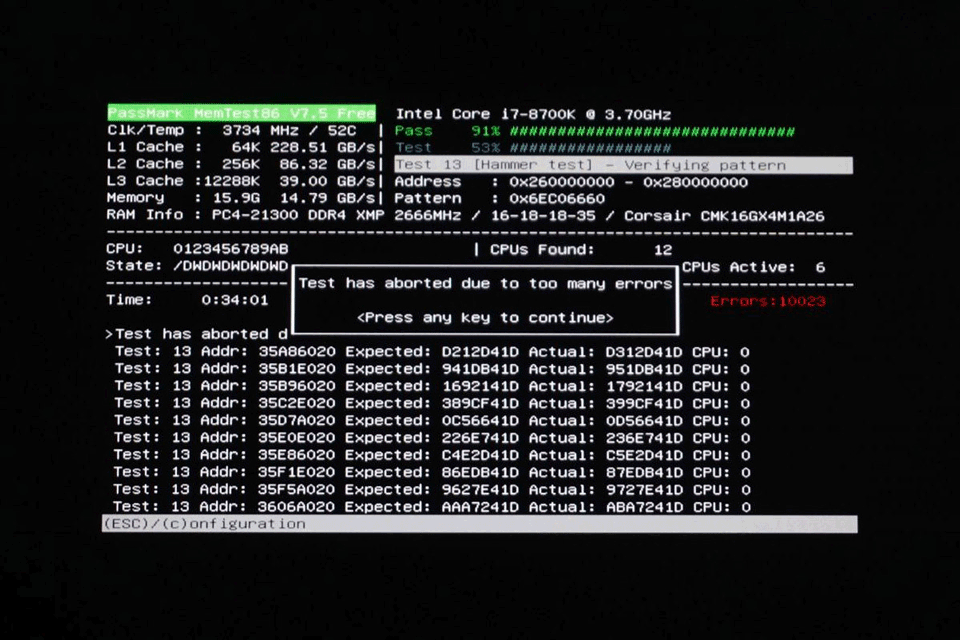 PassMark MemTest86 V7.5 Free Intel Core i7-8700K @ 3.70GHz
Clk/Temp : 3734 MHz / 52C | Pass 91% ##############################
L1 Cache : 64K 228.51 GB/s| Test 53% #################
L2 Cache : 256K 86.32 GB/s| Test 13 [Hammer test] - Verifying pattern
L3 Cache :12288K 39.00 GB/s| Address : 0x260000000 - 0x280000000
Memory : 15.9G 14.79 GB/s| Pattern : 0x6EC06660
RAM Info : PC4-21300 DDR4 XMP 2666MHz / 16-18-18-35 / Corsair CMK16GX4M1A26
CPU: 0123456789AB | CPUs Found: 12
State: /DWDWDWDWDWD CPUs Active: 6
Time: 0:34:01 Errors:10023
Test has aborted due to too many errors
<Press any key to continue>
>Test has aborted d
Test: 13 Addr: 35A86020 Expected: D212D41D Actual: D312D41D CPU: 0
Test: 13 Addr: 35B1E020 Expected: 941DB41D Actual: 951DB41D CPU: 0
Test: 13 Addr: 35B96020 Expected: 1692141D Actual: 1792141D CPU: 0
Test: 13 Addr: 35C2E020 Expected: 389CF41D Actual: 399CF41D CPU: 0
Test: 13 Addr: 35D7A020 Expected: 0C56641D Actual: 0D56641D CPU: 0
Test: 13 Addr: 35E0E020 Expected: 226E741D Actual: 236E741D CPU: 0
Test: 13 Addr: 35E86020 Expected: C4E2D41D Actual: C5E2D41D CPU: 0
Test: 13 Addr: 35F1E020 Expected: 86EDB41D Actual: 87EDB41D CPU: 0
Test: 13 Addr: 35F5A020 Expected: 9627E41D Actual: 9727E41D CPU: 0
Test: 13 Addr: 3606A020 Expected: AAA7241D Actual: ABA7241D CPU: 0
(ESC)/(c)onfiguration